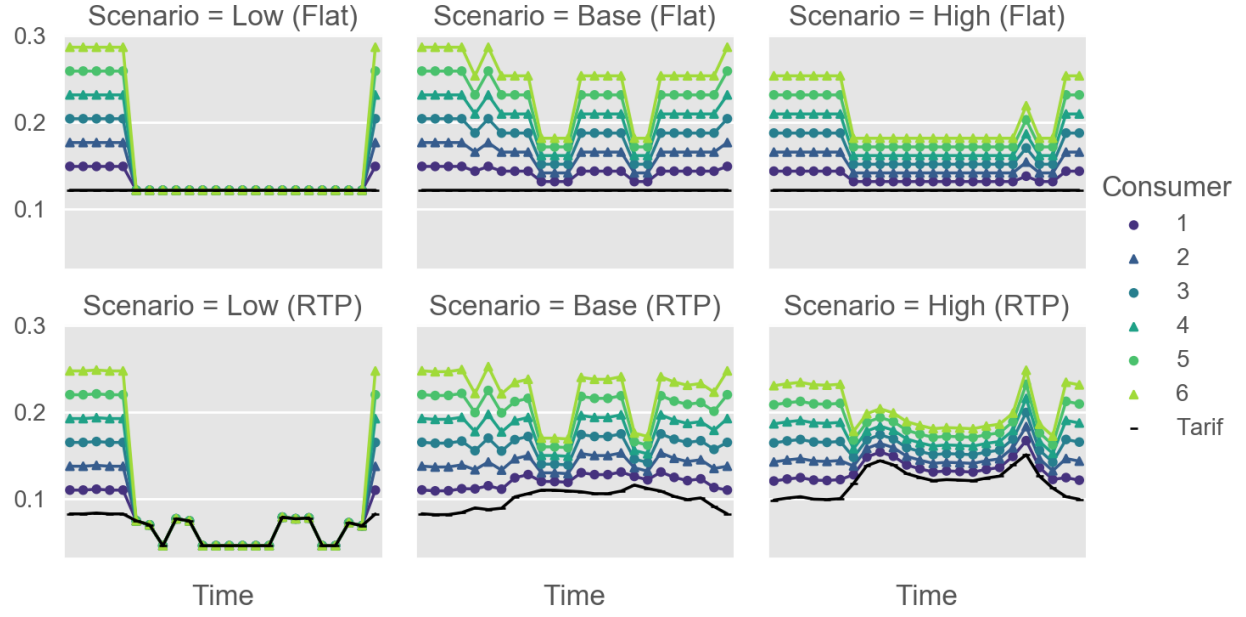 Scenario = Low (Flat)
Scenario = Base (Flat)
Scenario = High (Flat)
0.3
0.2
0.1
Scenario = Low (RTP)
Scenario = Base (RTP)
Scenario = High (RTP)
0.3
0.2
0.1
Time
Time
Time
Consumer
1
2
3
4
5
6
Tarif